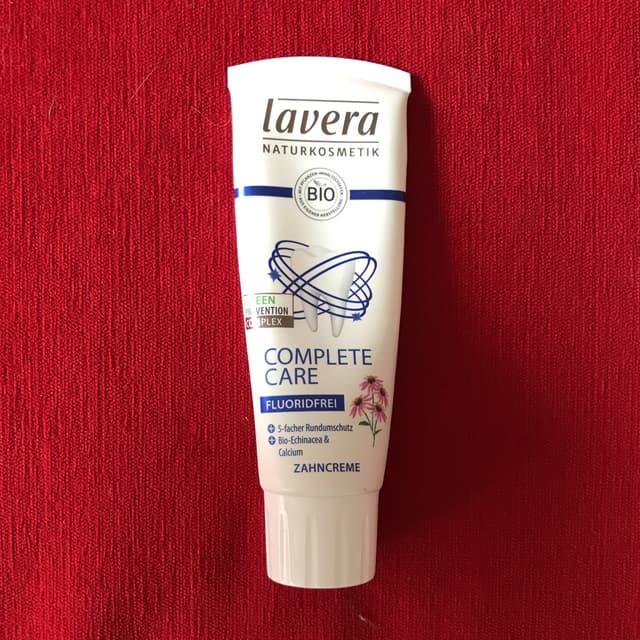 lavera
NATURKOSMETIK
BIO
COMPLETE
CARE
FLUORIDFREI
5-facher Rundumschutz
Bio-Echinacea &
Calcium
ZAHNCREME